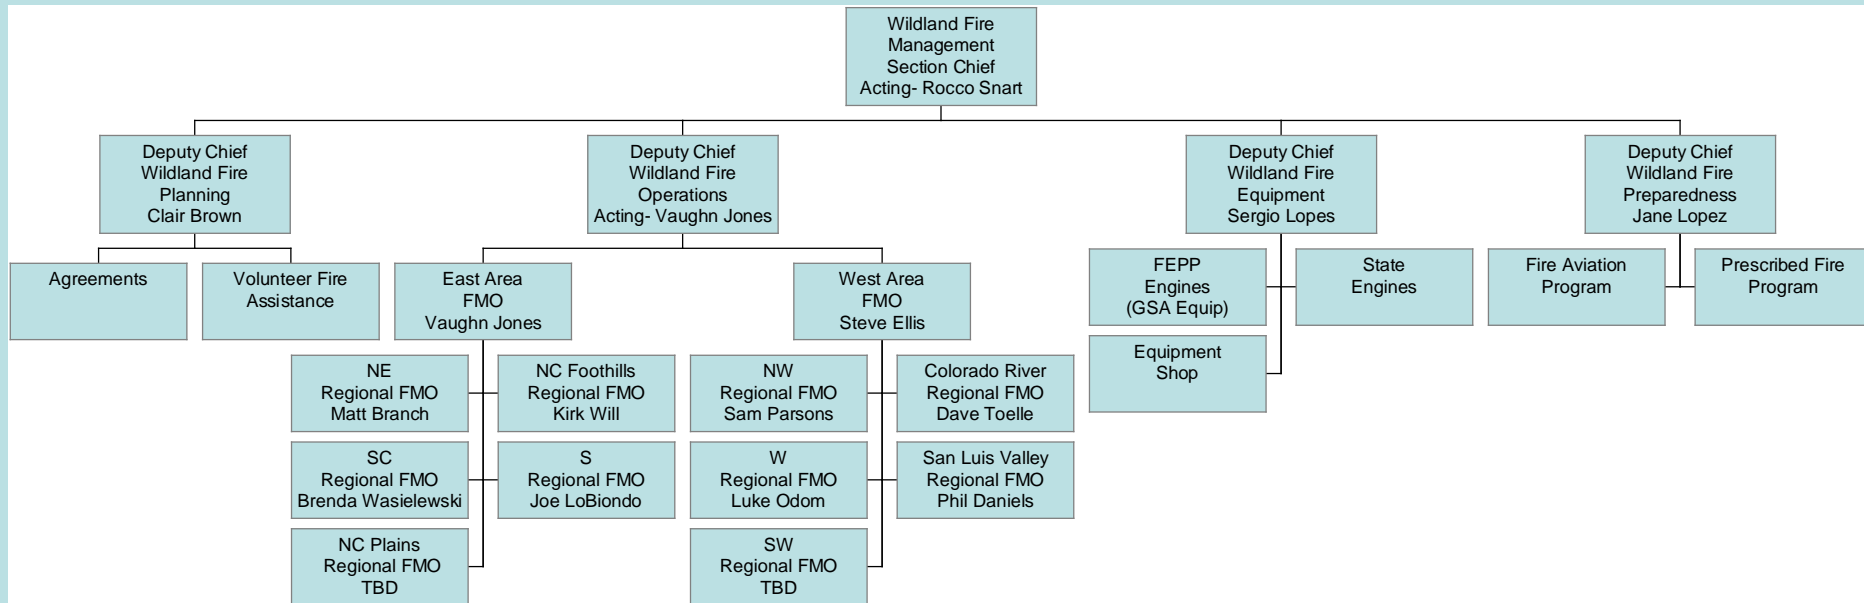 Wildland Fire
Management
Section Chief
Acting- Rocco Snart
Deputy Chief
Wildland Fire
Planning
Clair Brown
Deputy Chief
Wildland Fire
Operations
Acting- Vaughn Jones
Deputy Chief
Wildland Fire
Equipment
Sergio Lopes
Deputy Chief
Wildland Fire
Preparedness
Jane Lopez
Agreements
Volunteer Fire
Assistance
East Area
FMO
Vaughn Jones
West Area
FMO
Steve Ellis
FEPP
Engines
(GSA Equip)
State
Engines
Fire Aviation
Program
Prescribed Fire
Program
NE
Regional FMO
Matt Branch
NC Foothills
Regional FMO
Kirk Will
NW
Regional FMO
Sam Parsons
Colorado River
Regional FMO
Dave Toelle
Equipment
Shop
SC
Regional FMO
Brenda Wasielewski
S
Regional FMO
Joe LoBiondo
W
Regional FMO
Luke Odom
San Luis Valley
Regional FMO
Phil Daniels
NC Plains
Regional FMO
TBD
SW
Regional FMO
TBD